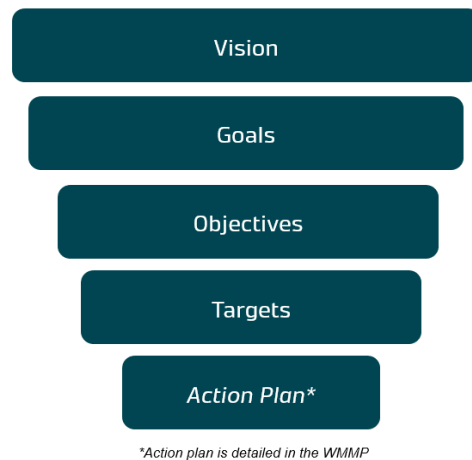 Vision
Goals
Objectives
Targets
Action Plan*
*Action plan is detailed in the WMMP